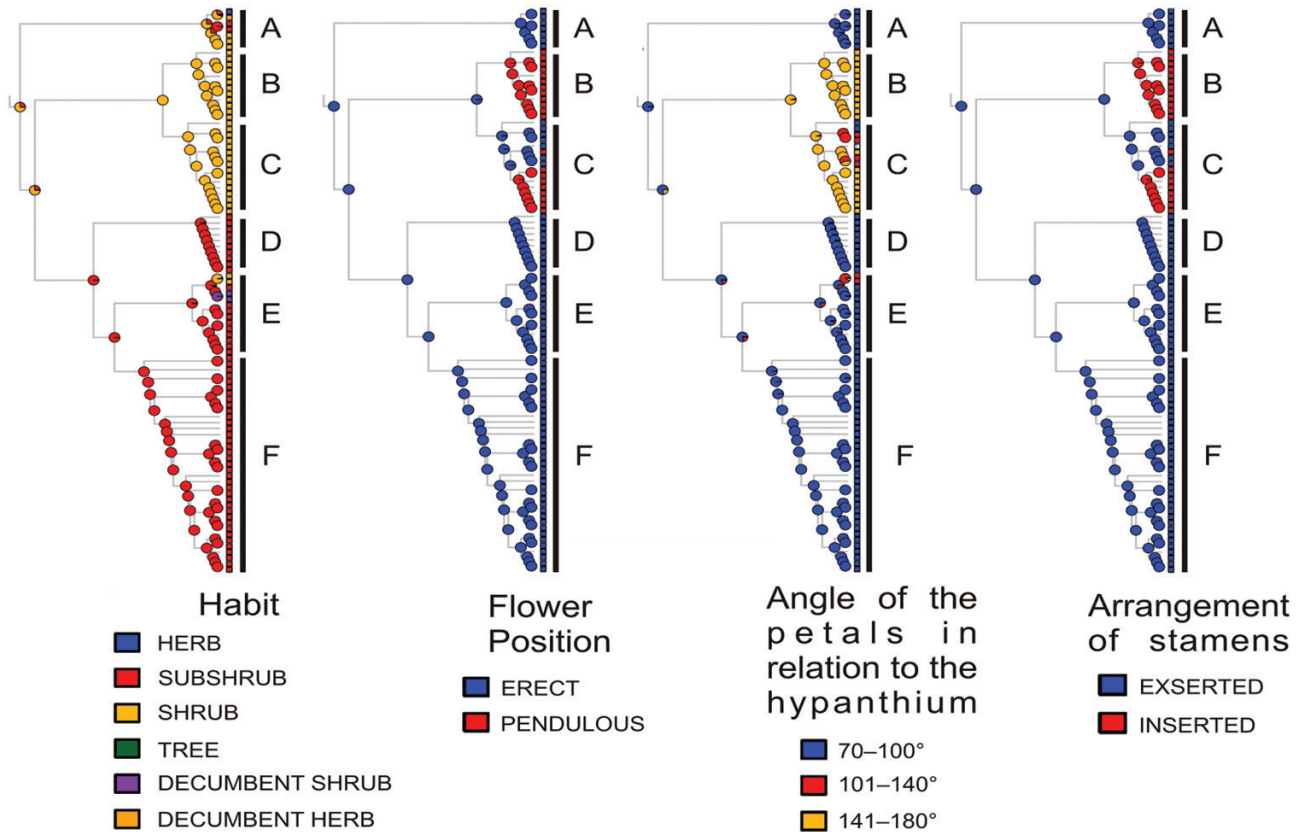 A
B
C
D
E
F
Habit
HERB
SUBSHRUB
SHRUB
TREE
DECUMBENT SHRUB
DECUMBENT HERB
A
B
C
D
E
F
Flower
Position
ERECT
PENDULOUS
A
B
C
D
E
F
Angle of the
petals in
relation to the
hypanthium
70–100°
101–140°
141–180°
A
B
C
D
E
F
Arrangement
of stamens
EXSERTED
INSERTED